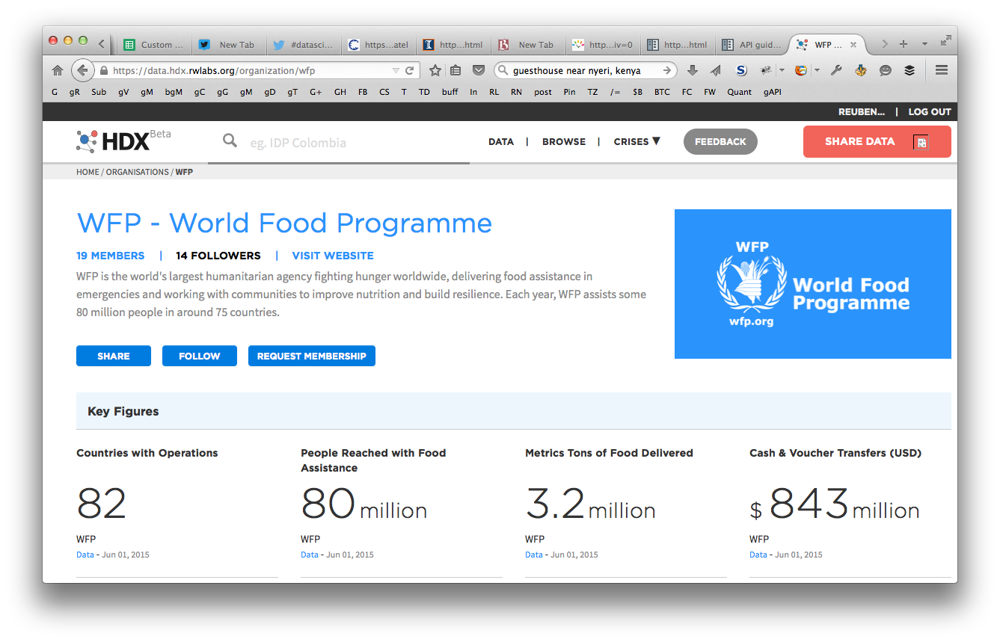 Custom ...
New Tab
#datasci...
https...atel
http...html
New Tab
http...iv=0
http...html
API guid...
WFP ...
https://data.hdx.rwlabs.org/organization/wfp
guesthouse near nyeri, kenya
G gR Sub gV gM bgM gC gG gM gD gT G+ GH FB CS T TD buff In RL RN post Pin TZ /= $B BTC FC FW Quant gAPI
REUBEN... | LOG OUT
HDX Beta
eg. IDP Colombia
DATA | BROWSE | CRISES ▼
FEEDBACK
SHARE DATA
HOME / ORGANISATIONS / WFP
WFP - World Food Programme
19 MEMBERS | 14 FOLLOWERS | VISIT WEBSITE
WFP is the world's largest humanitarian agency fighting hunger worldwide, delivering food assistance in
emergencies and working with communities to improve nutrition and build resilience. Each year, WFP assists some
80 million people in around 75 countries.
SHARE
FOLLOW
REQUEST MEMBERSHIP
WFP
World Food
Programme
wfp.org
Key Figures
Countries with Operations
82
WFP
Data - Jun 01, 2015
People Reached with Food
Assistance
80 million
WFP
Data - Jun 01, 2015
Metrics Tons of Food Delivered
3.2 million
WFP
Data - Jun 01, 2015
Cash & Voucher Transfers (USD)
$ 843 million
WFP
Data - Jun 01, 2015